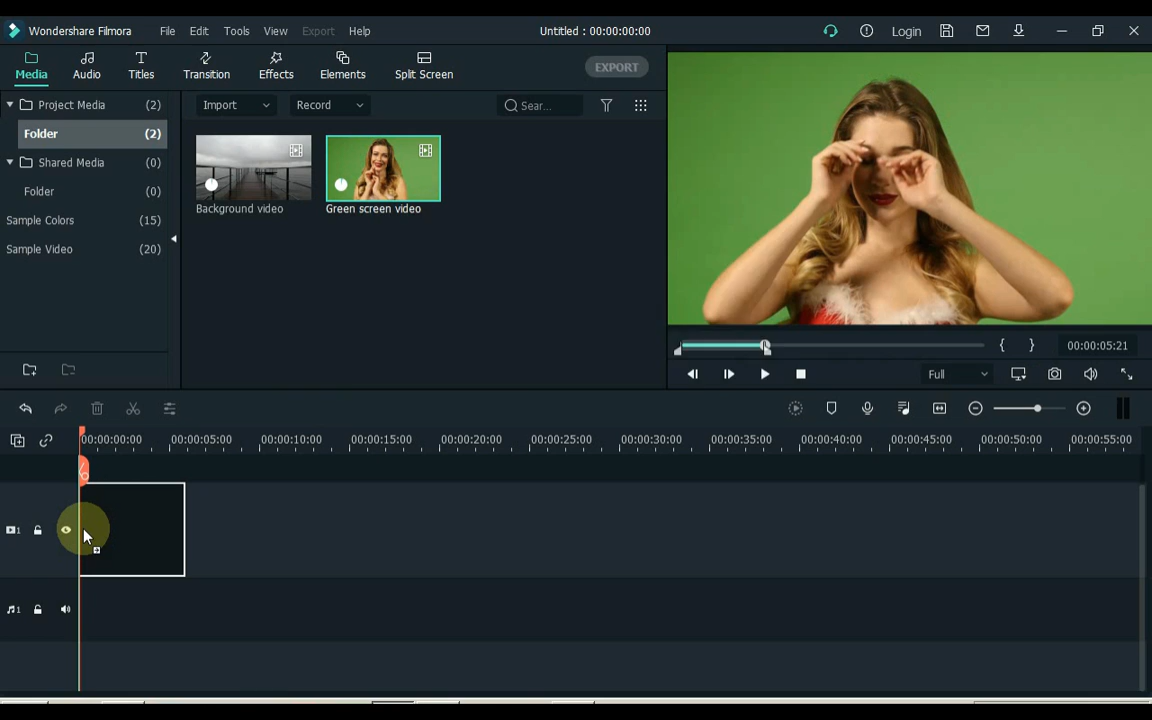 Wondershare Filmora File Edit Tools View Export Help Untitled : 00:00:00:00 Login
Media Audio Titles Transition Effects Elements Split Screen EXPORT
Project Media (2)
Folder (2)
Shared Media (0)
Folder (0)
Sample Colors (15)
Sample Video (20)
Import Record Sear...
Background video Green screen video
{ } 00:00:05:21
Full
00:00:00:00 00:00:05:00 00:00:10:00 00:00:15:00 00:00:20:00 00:00:25:00 00:00:30:00 00:00:35:00 00:00:40:00 00:00:45:00 00:00:50:00 00:00:55:00
1
1